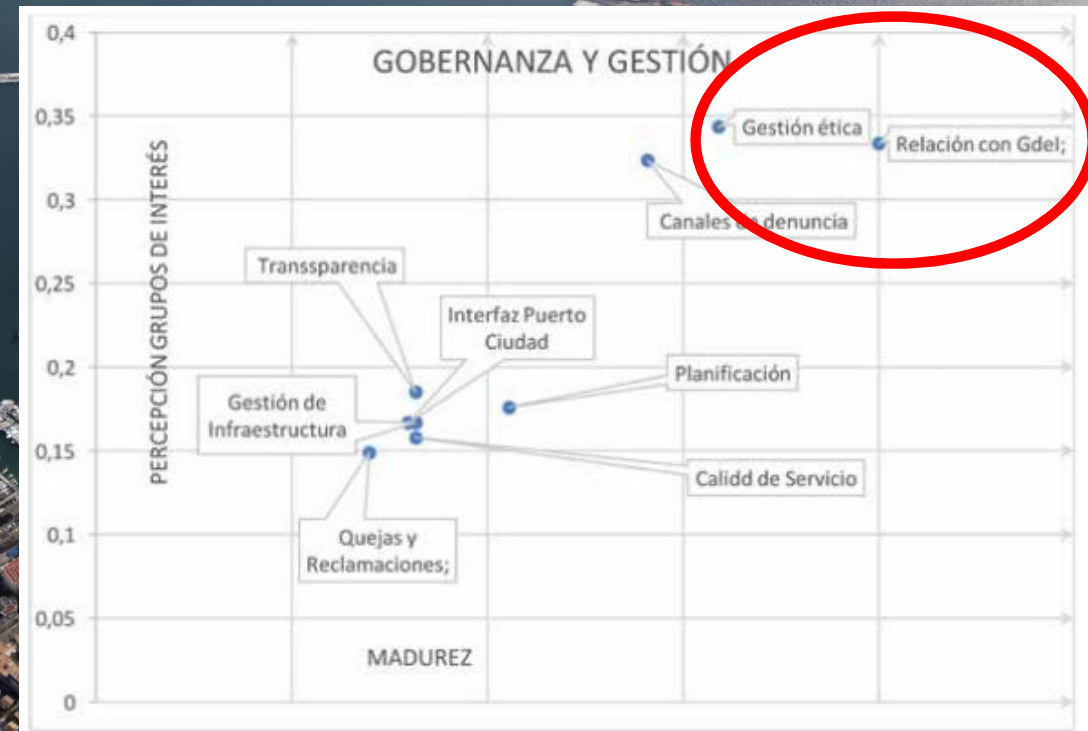 GOBERNANZA Y GESTIÓN
PERCEPCIÓN GRUPOS DE INTERÉS
0,4
0,35
0,3
0,25
0,2
0,15
0,1
0,05
0
Gestión ética
Relación con GdeI;
Canales de denuncia
Transsparencia
Interfaz Puerto
Ciudad
Planificación
Gestión de
Infraestructura
Calidd de Servicio
Quejas y
Reclamaciones;
MADUREZ